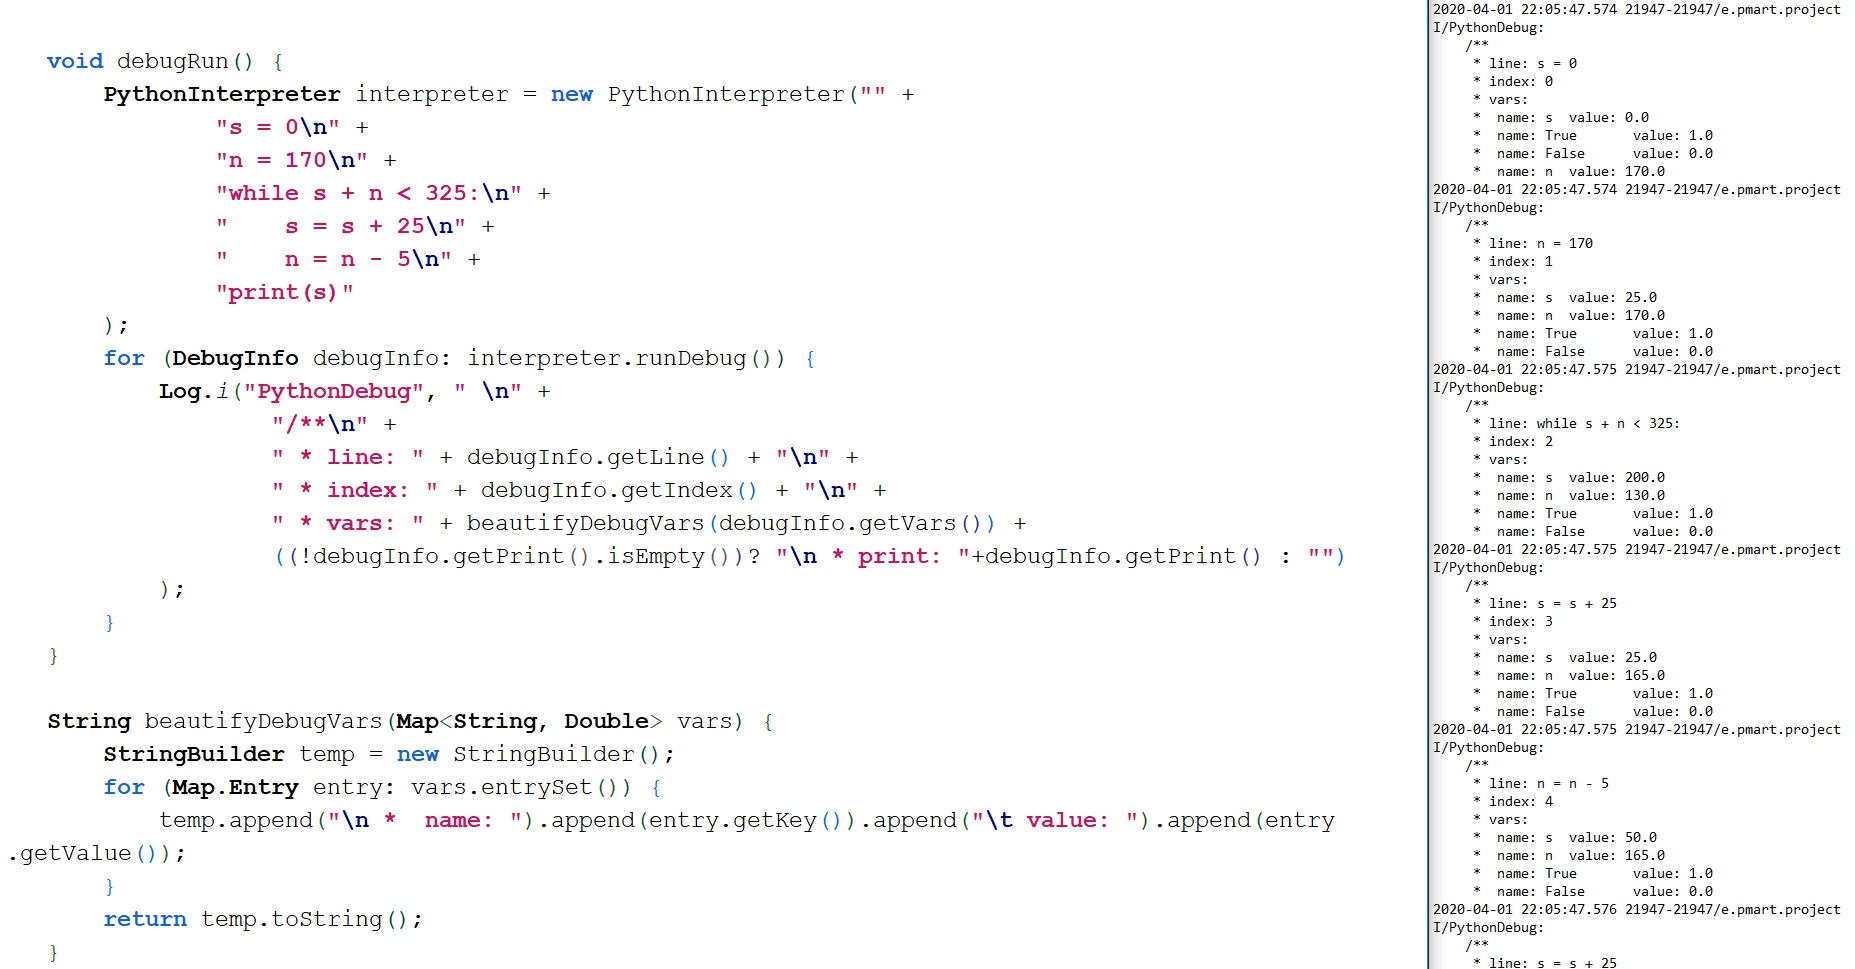 void debugRun() {
    PythonInterpreter interpreter = new PythonInterpreter("" +
            "s = 0\n" +
            "n = 170\n" +
            "while s + n < 325:\n" +
            "    s = s + 25\n" +
            "    n = n - 5\n" +
            "print(s)"
    );
    for (DebugInfo debugInfo: interpreter.runDebug()) {
        Log.i("PythonDebug", " \n" +
                "/**\n" +
                " * line: " + debugInfo.getLine() + "\n" +
                " * index: " + debugInfo.getIndex() + "\n" +
                " * vars: " + beautifyDebugVars(debugInfo.getVars()) +
                ((!debugInfo.getPrint().isEmpty())? "\n * print: "+debugInfo.getPrint() : "")
        );
    }
}
String beautifyDebugVars(Map<String, Double> vars) {
    StringBuilder temp = new StringBuilder();
    for (Map.Entry entry: vars.entrySet()) {
        temp.append("\n *  name: ").append(entry.getKey()).append("\t value: ").append(entry
.getValue());
    }
    return temp.toString();
}
2020-04-01 22:05:47.574 21947-21947/e.pmart.project
I/PythonDebug:
    /**
     * line: s = 0
     * index: 0
     * vars:
     *  name: s  value: 0.0
     *  name: True       value: 1.0
     *  name: False      value: 0.0
     *  name: n  value: 170.0
2020-04-01 22:05:47.574 21947-21947/e.pmart.project
I/PythonDebug:
    /**
     * line: n = 170
     * index: 1
     * vars:
     *  name: s  value: 25.0
     *  name: n  value: 170.0
     *  name: True       value: 1.0
     *  name: False      value: 0.0
2020-04-01 22:05:47.575 21947-21947/e.pmart.project
I/PythonDebug:
    /**
     * line: while s + n < 325:
     * index: 2
     * vars:
     *  name: s  value: 200.0
     *  name: n  value: 130.0
     *  name: True       value: 1.0
     *  name: False      value: 0.0
2020-04-01 22:05:47.575 21947-21947/e.pmart.project
I/PythonDebug:
    /**
     * line: s = s + 25
     * index: 3
     * vars:
     *  name: s  value: 25.0
     *  name: n  value: 165.0
     *  name: True       value: 1.0
     *  name: False      value: 0.0
2020-04-01 22:05:47.575 21947-21947/e.pmart.project
I/PythonDebug:
    /**
     * line: n = n - 5
     * index: 4
     * vars:
     *  name: s  value: 50.0
     *  name: n  value: 165.0
     *  name: True       value: 1.0
     *  name: False      value: 0.0
2020-04-01 22:05:47.576 21947-21947/e.pmart.project
I/PythonDebug:
    /**
     * line: s = s + 25